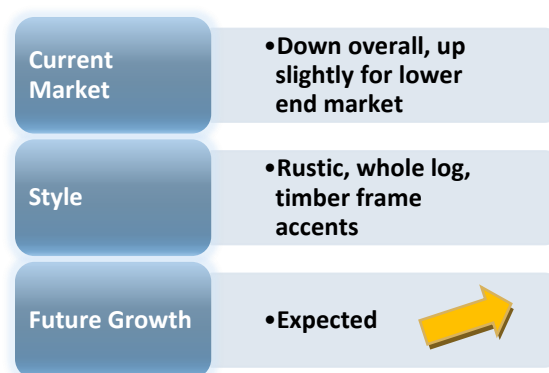 Current
Market
•Down overall, up
slightly for lower
end market
Style
•Rustic, whole log,
timber frame
accents
Future Growth
•Expected